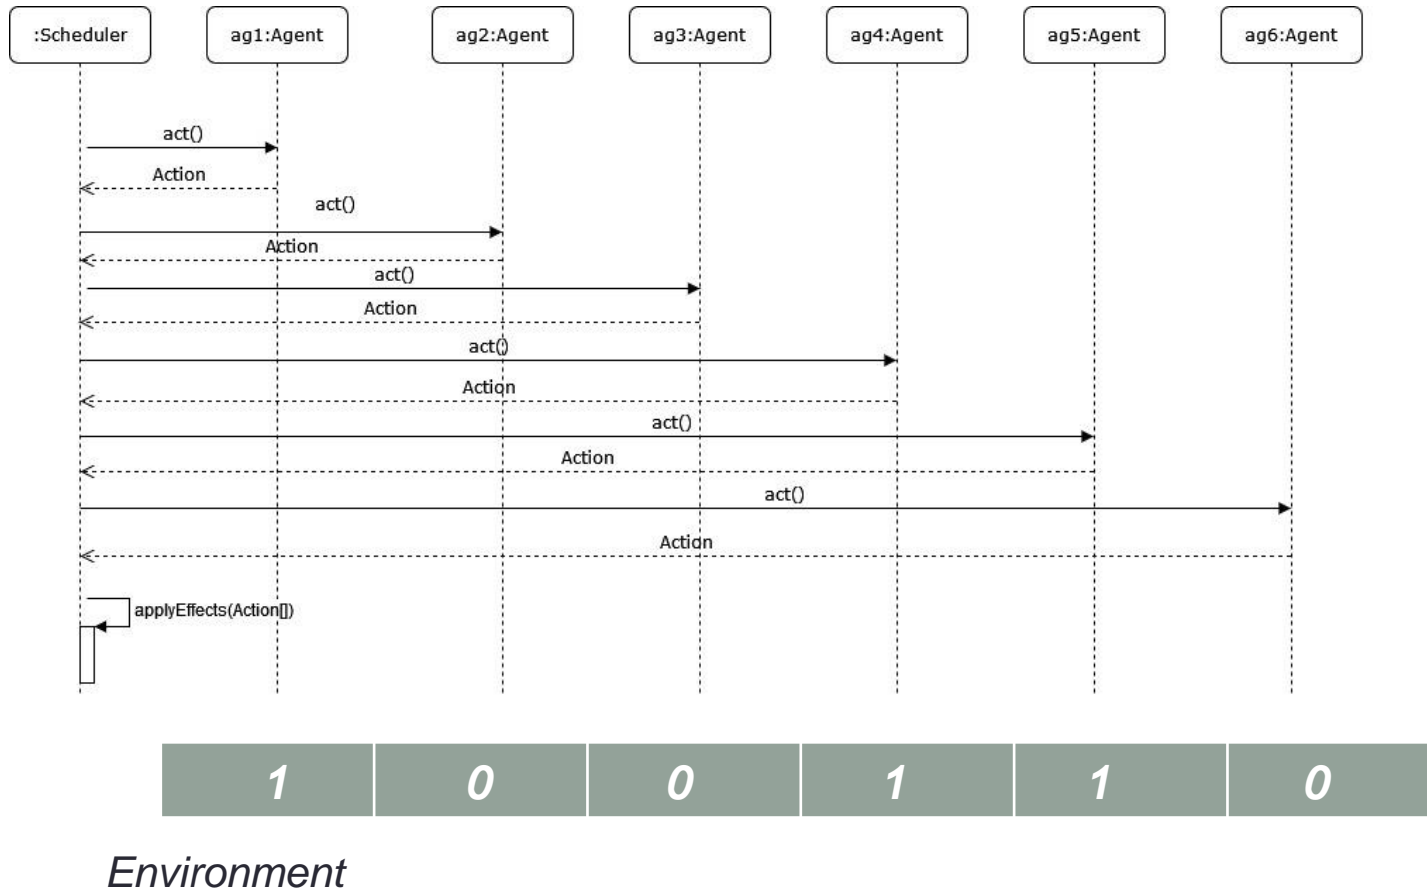 :Scheduler ag1:Agent ag2:Agent ag3:Agent ag4:Agent ag5:Agent ag6:Agent
act()
Action
act()
Action
act()
Action
act()
Action
act()
Action
act()
Action
applyEffects(Action[])
1 0 0 1 1 0
Environment